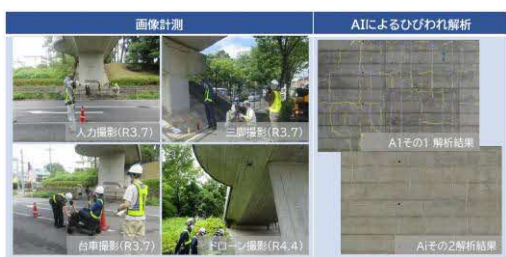 画像計測
AIによるひびわれ解析
人力撮影(R3.7)
三脚撮影(R3.7)
台車撮影(R3.7)
ドローン撮影(R4.4)
A1その1 解析結果
Aiその2解析結果